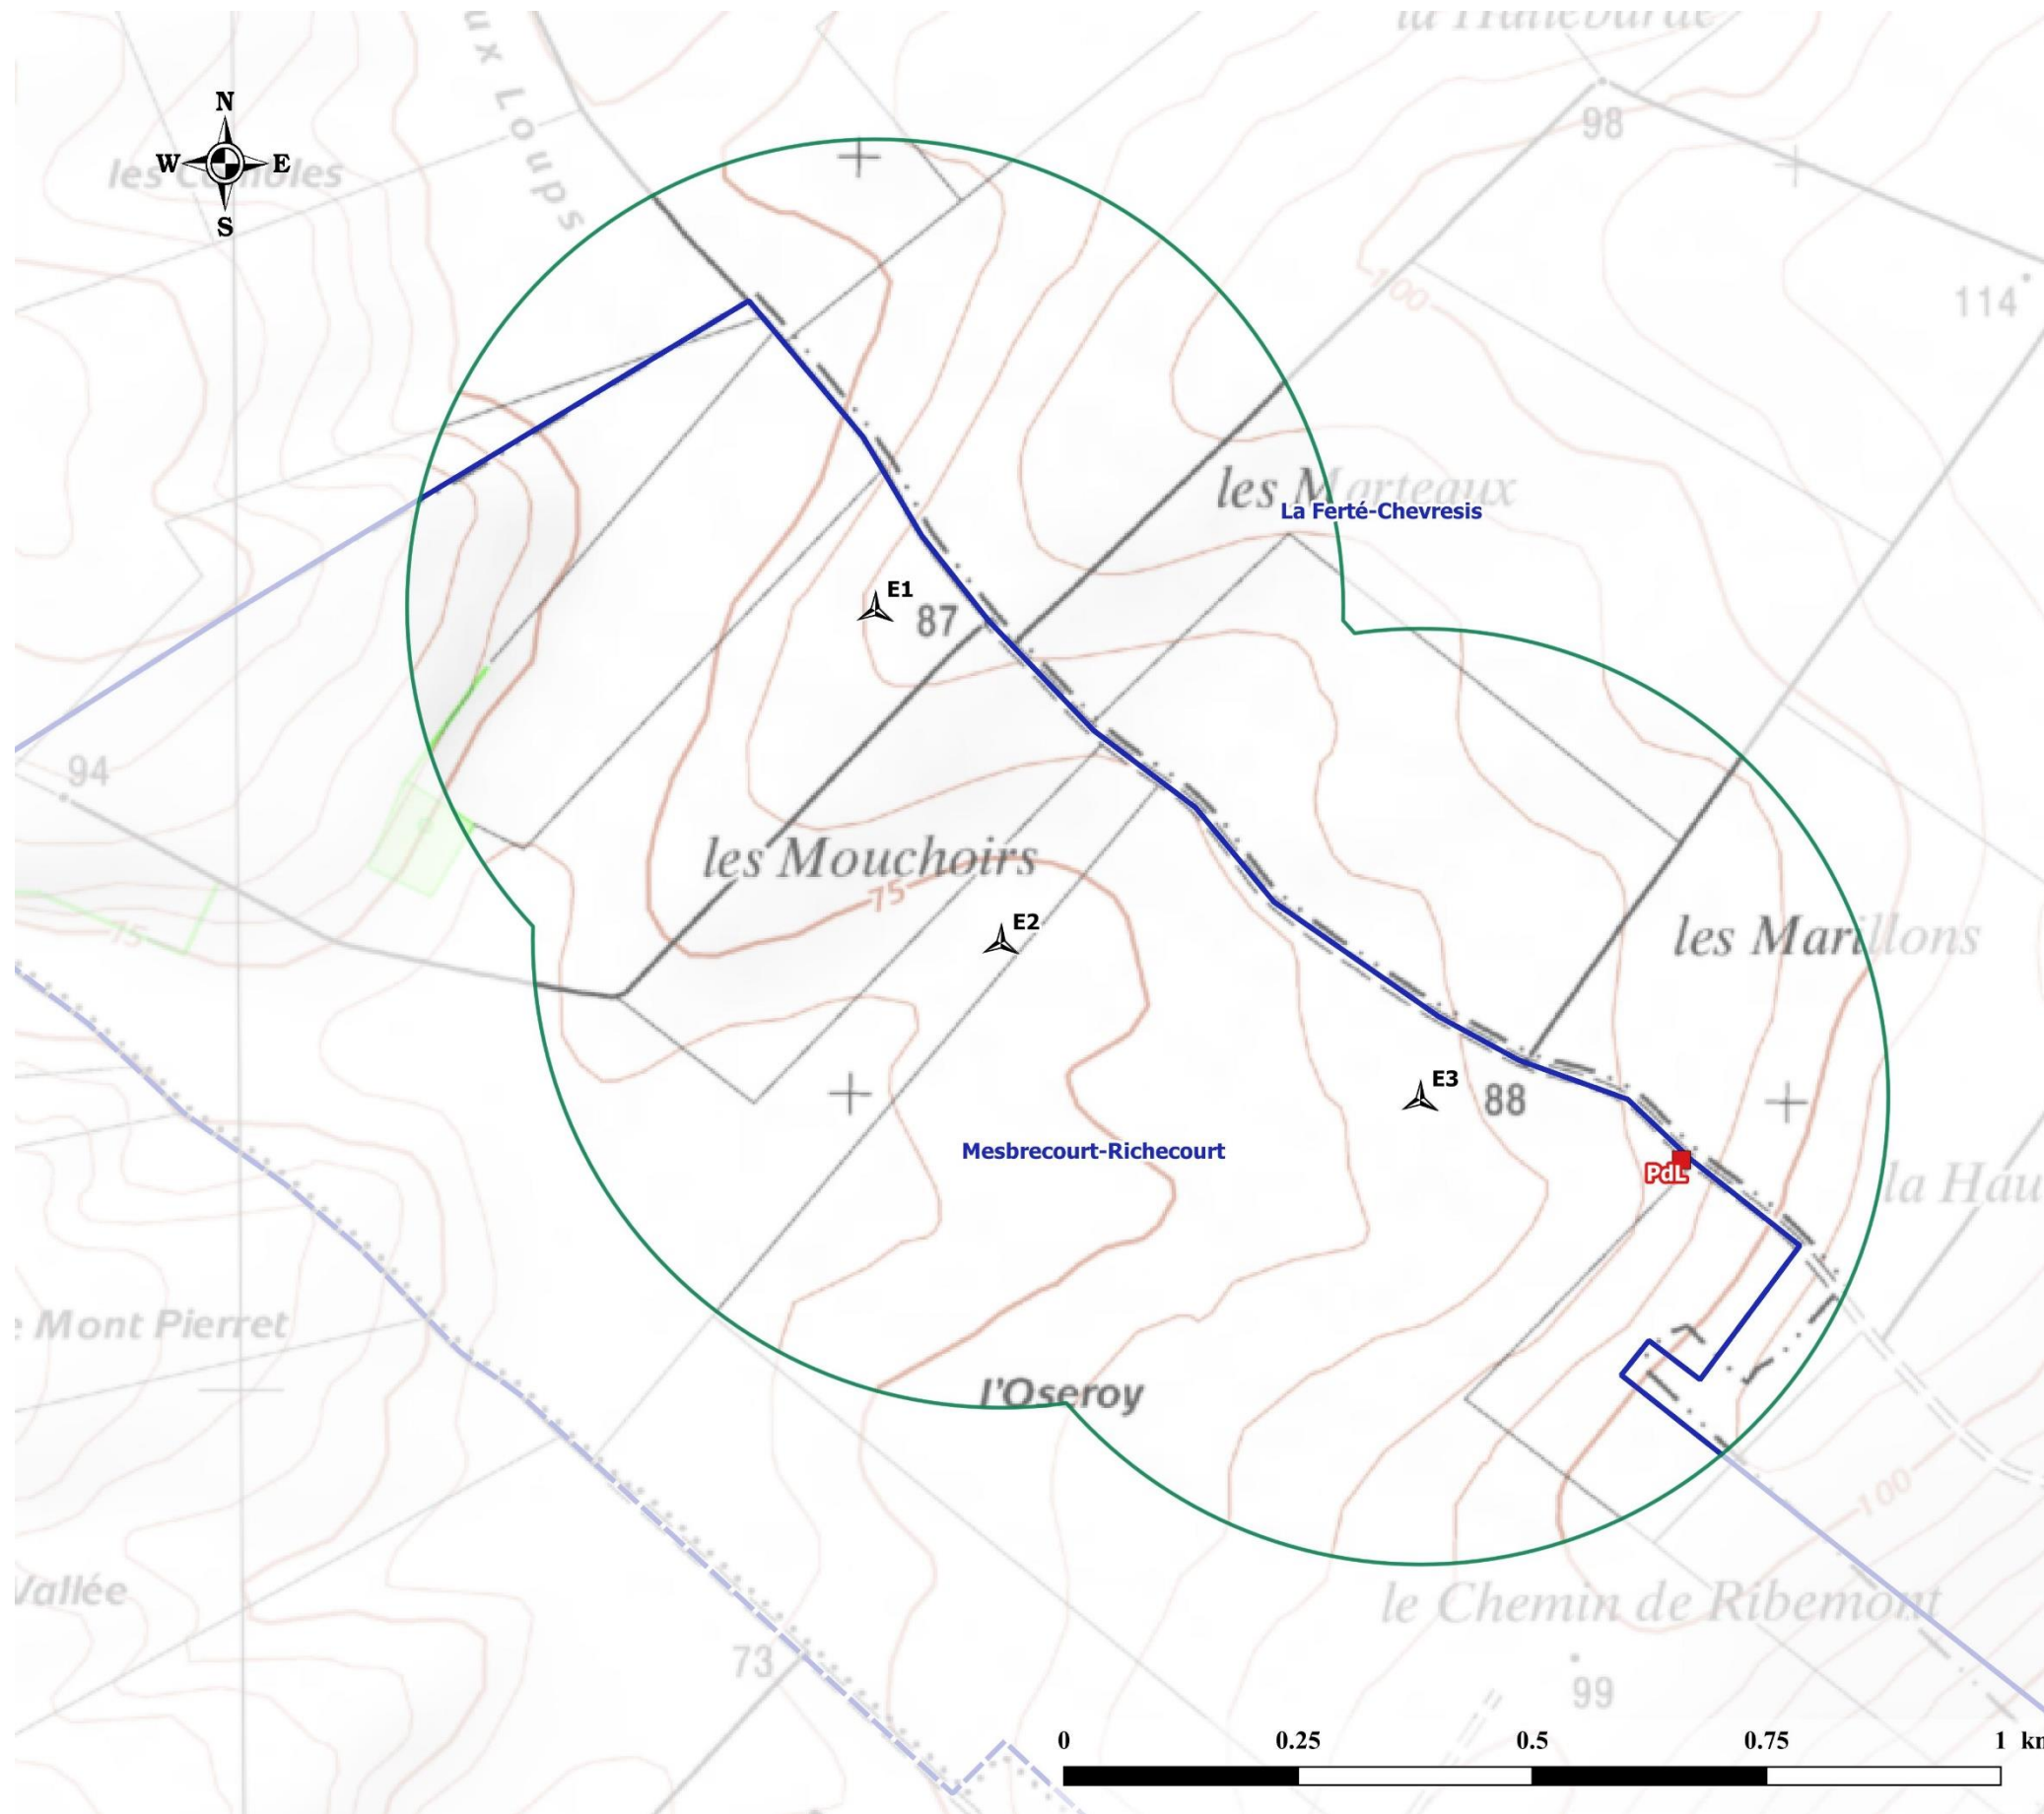 ux Loups
98
N
W E
S
100
114
les Marteaux
La Ferté-Chevresis
E1
87
94
les Mouchoirs
75
E2
75
les Marillons
E3
88
Mesbrecourt-Richecourt
PdL
la Hau
Mont Pierret
l'Oseroy
100
Vallée
le Chemin de Ribemont
73
99
0 0.25 0.5 0.75 1 km